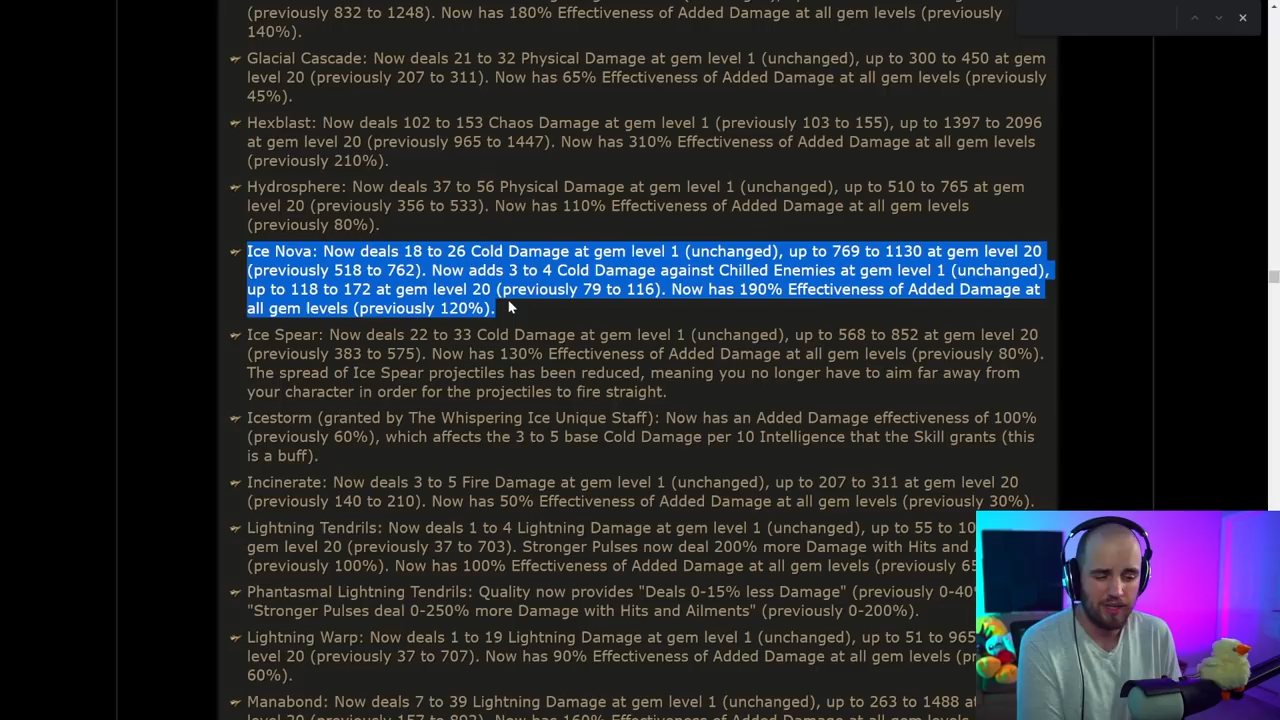 (previously 832 to 1248). Now has 180% Effectiveness of Added Damage at all gem levels (previously
140%).
Glacial Cascade: Now deals 21 to 32 Physical Damage at gem level 1 (unchanged), up to 300 to 450 at gem
level 20 (previously 207 to 311). Now has 65% Effectiveness of Added Damage at all gem levels (previously
45%).
Hexblast: Now deals 102 to 153 Chaos Damage at gem level 1 (previously 103 to 155), up to 1397 to 2096
at gem level 20 (previously 965 to 1447). Now has 310% Effectiveness of Added Damage at all gem levels
(previously 210%).
Hydrosphere: Now deals 37 to 56 Physical Damage at gem level 1 (unchanged), up to 510 to 765 at gem
level 20 (previously 356 to 533). Now has 110% Effectiveness of Added Damage at all gem levels
(previously 80%).
Ice Nova: Now deals 18 to 26 Cold Damage at gem level 1 (unchanged), up to 769 to 1130 at gem level 20
(previously 518 to 762). Now adds 3 to 4 Cold Damage against Chilled Enemies at gem level 1 (unchanged),
up to 118 to 172 at gem level 20 (previously 79 to 116). Now has 190% Effectiveness of Added Damage at
all gem levels (previously 120%).
Ice Spear: Now deals 22 to 33 Cold Damage at gem level 1 (unchanged), up to 568 to 852 at gem level 20
(previously 383 to 575). Now has 130% Effectiveness of Added Damage at all gem levels (previously 80%).
The spread of Ice Spear projectiles has been reduced, meaning you no longer have to aim far away from
your character in order for the projectiles to fire straight.
Icestorm (granted by The Whispering Ice Unique Staff): Now has an Added Damage effectiveness of 100%
(previously 60%), which affects the 3 to 5 base Cold Damage per 10 Intelligence that the Skill grants (this
is a buff).
Incinerate: Now deals 3 to 5 Fire Damage at gem level 1 (unchanged), up to 207 to 311 at gem level 20
(previously 140 to 210). Now has 50% Effectiveness of Added Damage at all gem levels (previously 30%).
Lightning Tendrils: Now deals 1 to 4 Lightning Damage at gem level 1 (unchanged), up to 55 to 10
gem level 20 (previously 37 to 703). Stronger Pulses now deal 200% more Damage with Hits and A
(previously 100%). Now has 100% Effectiveness of Added Damage at all gem levels (previously 65
Phantasmal Lightning Tendrils: Quality now provides "Deals 0-15% less Damage" (previously 0-40
"Stronger Pulses deal 0-250% more Damage with Hits and Ailments" (previously 0-200%).
Lightning Warp: Now deals 1 to 19 Lightning Damage at gem level 1 (unchanged), up to 51 to 965
level 20 (previously 37 to 707). Now has 90% Effectiveness of Added Damage at all gem levels (p
60%).
Manabond: Now deals 7 to 39 Lightning Damage at gem level 1 (unchanged), up to 263 to 1488 at
level 20 (previously 157 to 892). Now has 160% Effectiveness of Added Damage at all gem levels